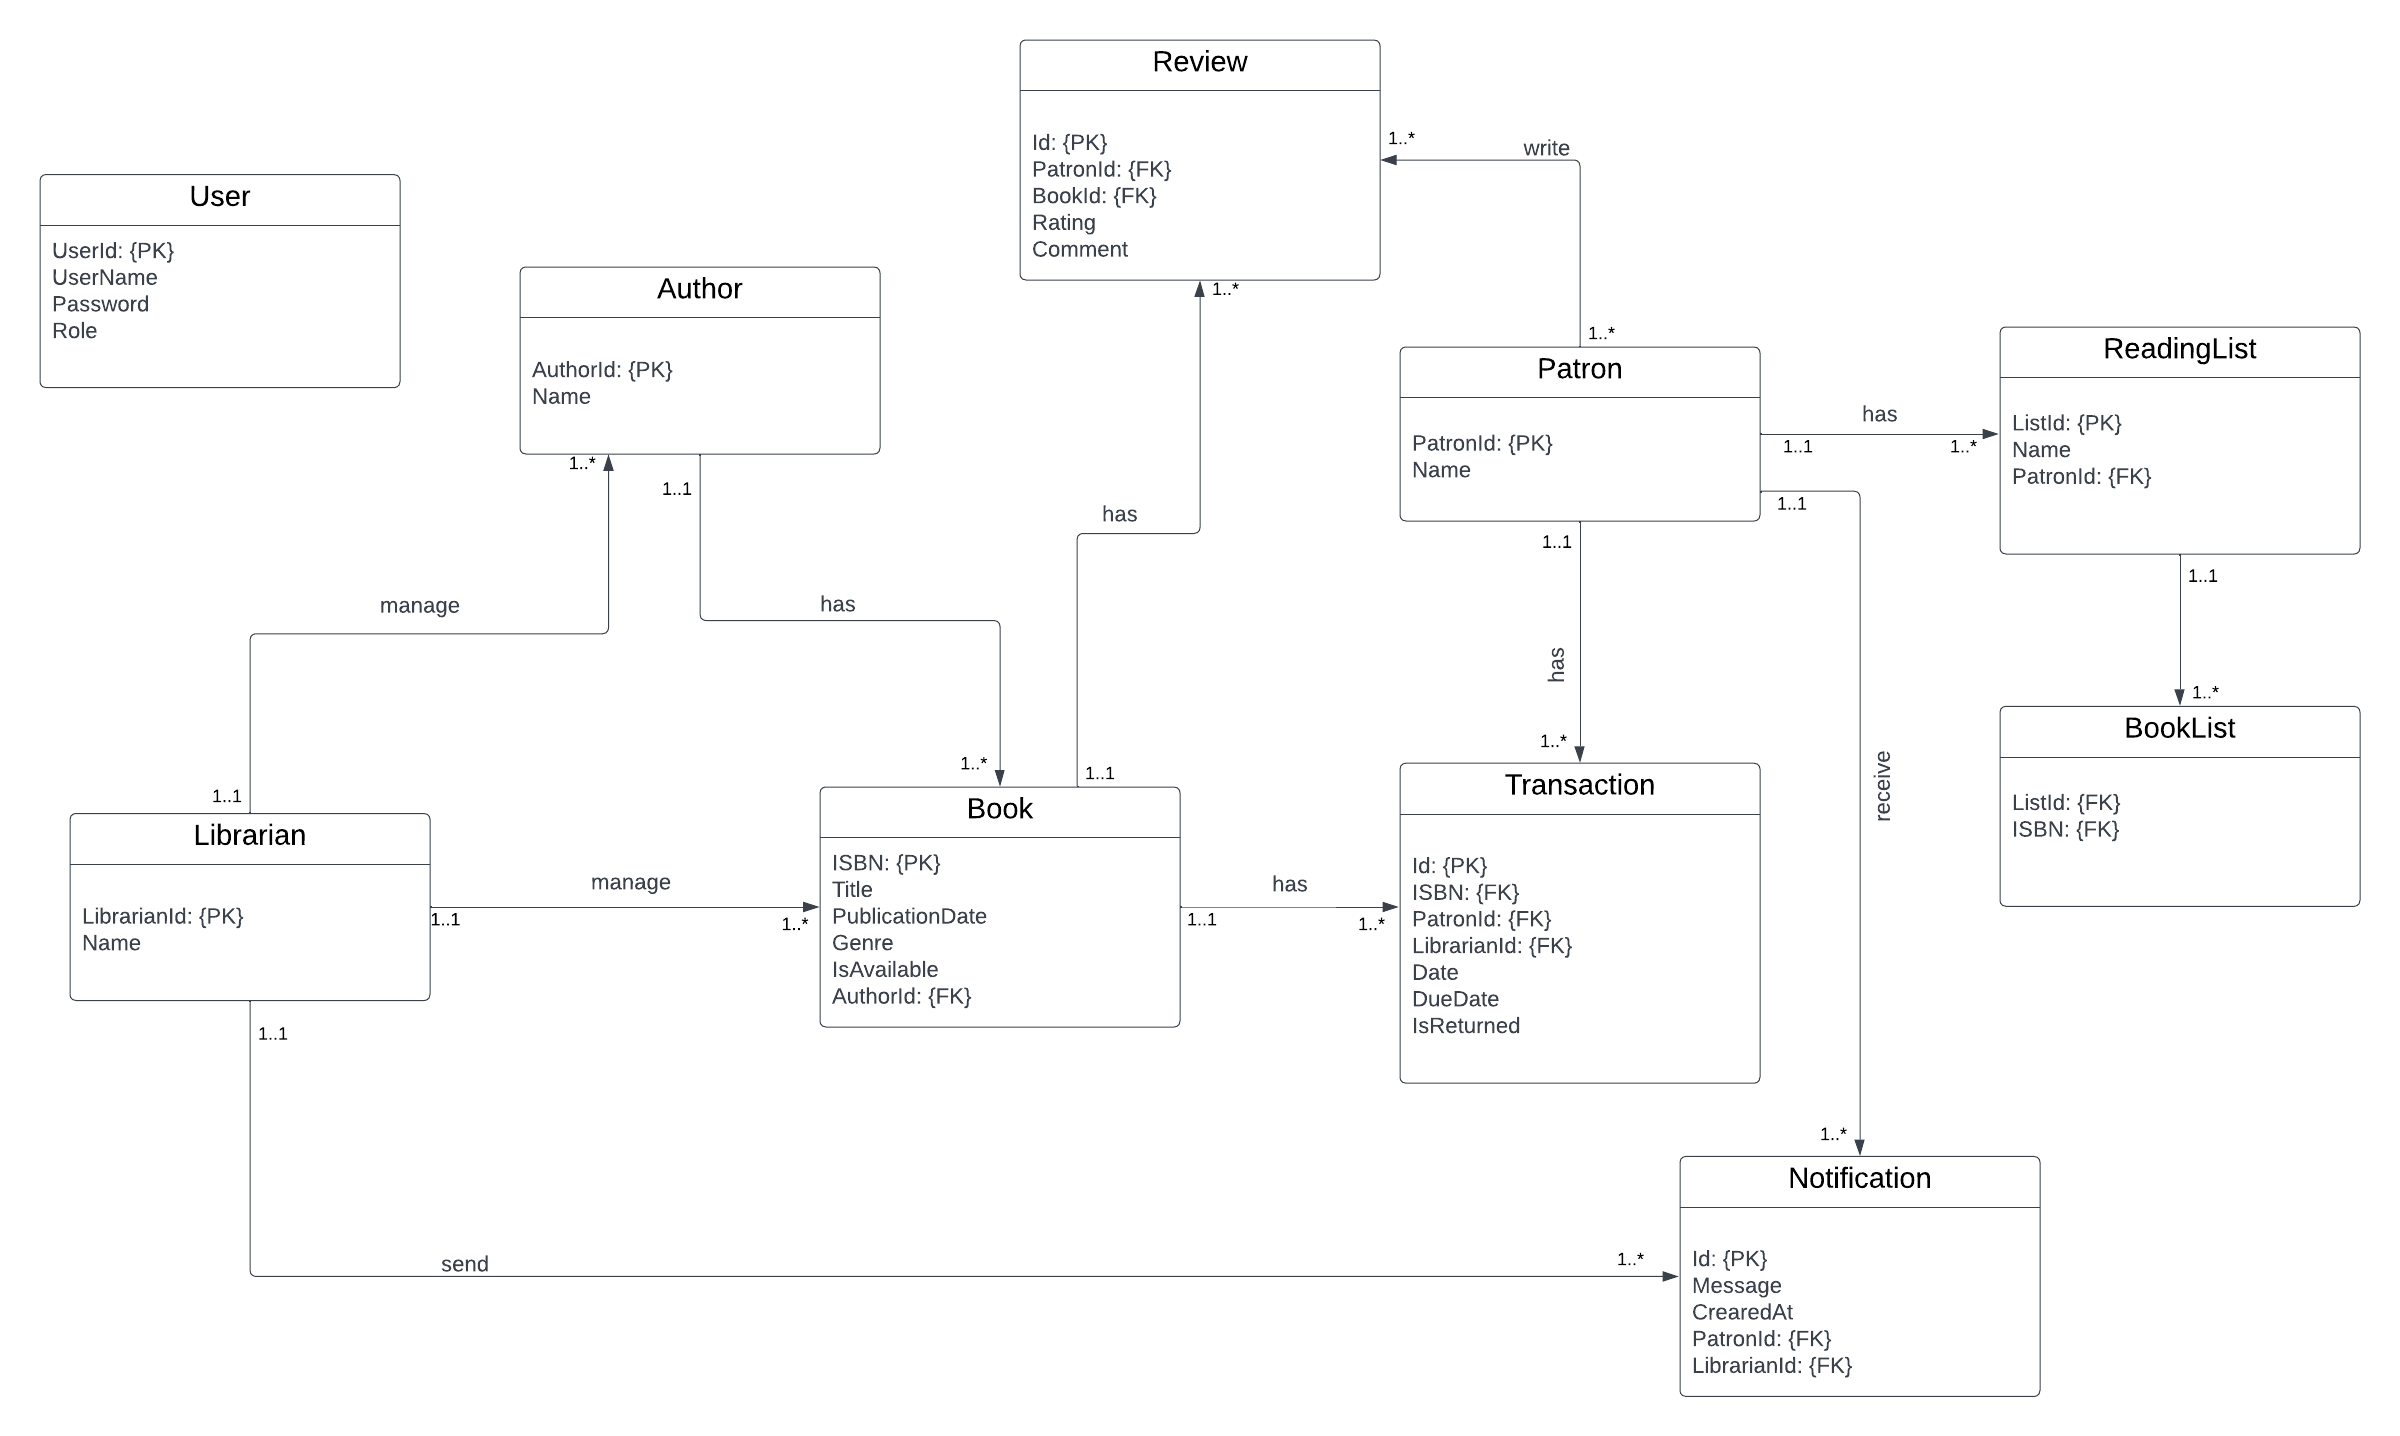 Review
Id: {PK}
PatronId: {FK}
BookId: {FK}
Rating
Comment
1..*
write
1..*
1..*
User
UserId: {PK}
UserName
Password
Role
Author
AuthorId: {PK}
Name
1..*
1..1
Patron
PatronId: {PK}
Name
has
1..1
1..*
1..1
1..1
ReadingList
ListId: {PK}
Name
PatronId: {FK}
1..1
1..*
has
manage
has
has
receive
BookList
ListId: {FK}
ISBN: {FK}
1..1
Librarian
LibrarianId: {PK}
Name
manage
1..1
1..*
1..*
1..1
Book
ISBN: {PK}
Title
PublicationDate
Genre
IsAvailable
AuthorId: {FK}
has
1..1
1..*
1..*
Transaction
Id: {PK}
ISBN: {FK}
PatronId: {FK}
LibrarianId: {FK}
Date
DueDate
IsReturned
1..1
send
1..*
1..*
Notification
Id: {PK}
Message
CrearedAt
PatronId: {FK}
LibrarianId: {FK}